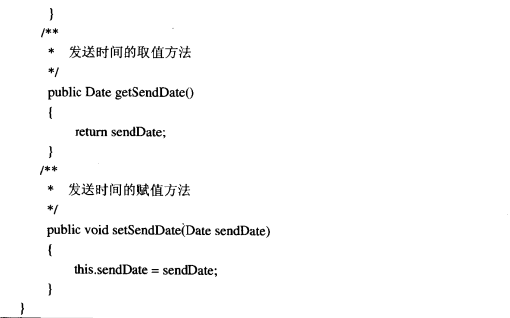 }
/**
* 发送时间的取值方法
*/
public Date getSendDate()
{
return sendDate;
}
/**
* 发送时间的赋值方法
*/
public void setSendDate(Date sendDate)
{
this.sendDate = sendDate;
}
}